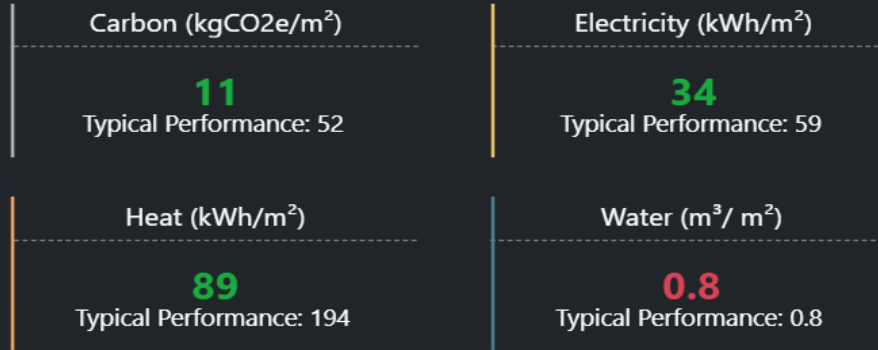 Carbon (kgCO2e/m²)
11
Typical Performance: 52
Electricity (kWh/m²)
34
Typical Performance: 59
Heat (kWh/m²)
89
Typical Performance: 194
Water (m³/ m²)
0.8
Typical Performance: 0.8